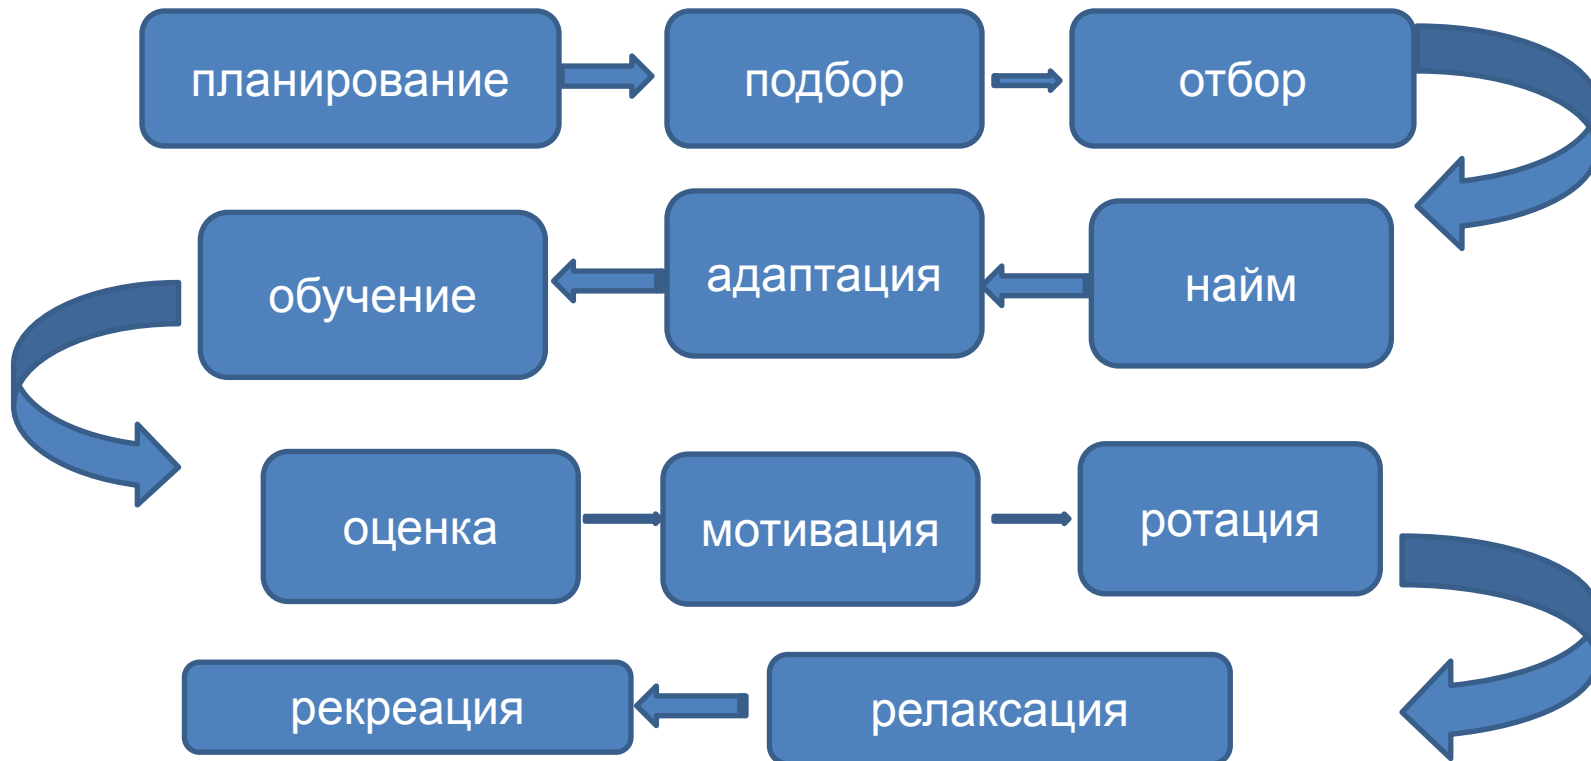 планирование
подбор
отбор
найм
адаптация
обучение
оценка
мотивация
ротация
релаксация
рекреация